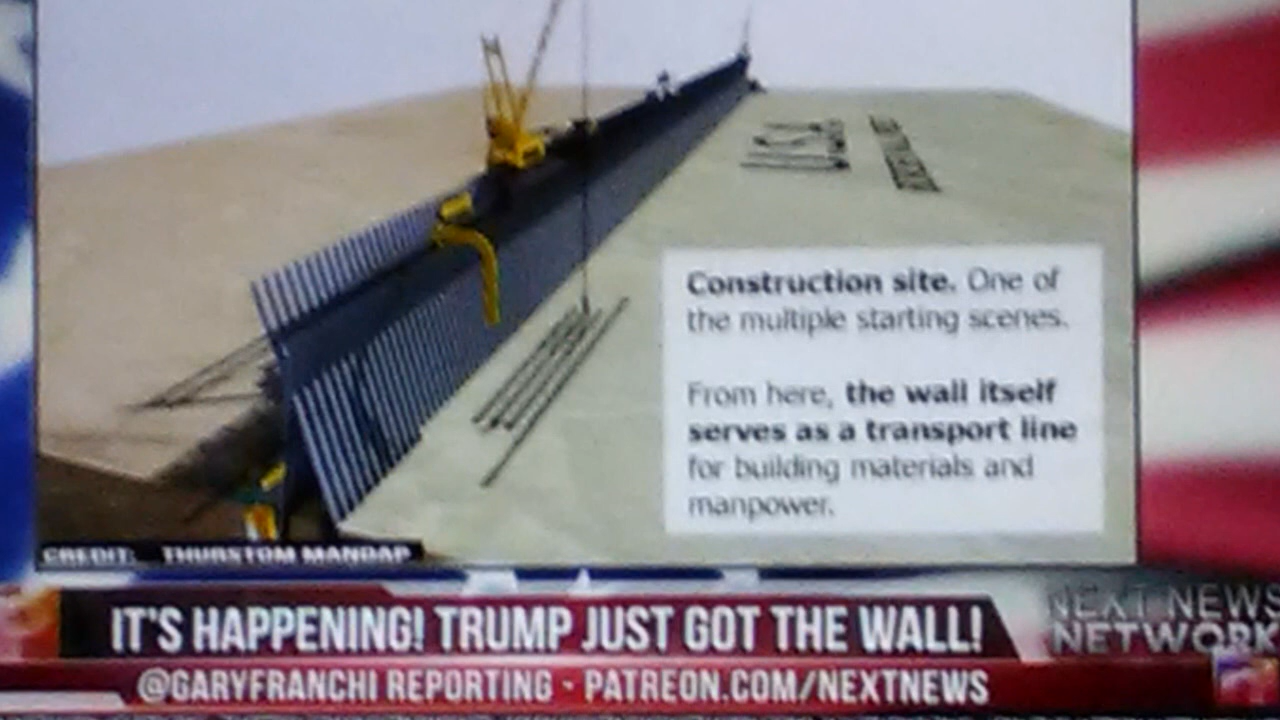 Construction site. One of
the multiple starting scenes.
From here, the wall itself
serves as a transport line
for building materials and
manpower.
CREDIT: THURSTOM MANDAP
IT'S HAPPENING! TRUMP JUST GOT THE WALL!
NEXT NEWS
NETWORK
@GARYFRANCHI REPORTING - PATREON.COM/NEXTNEWS